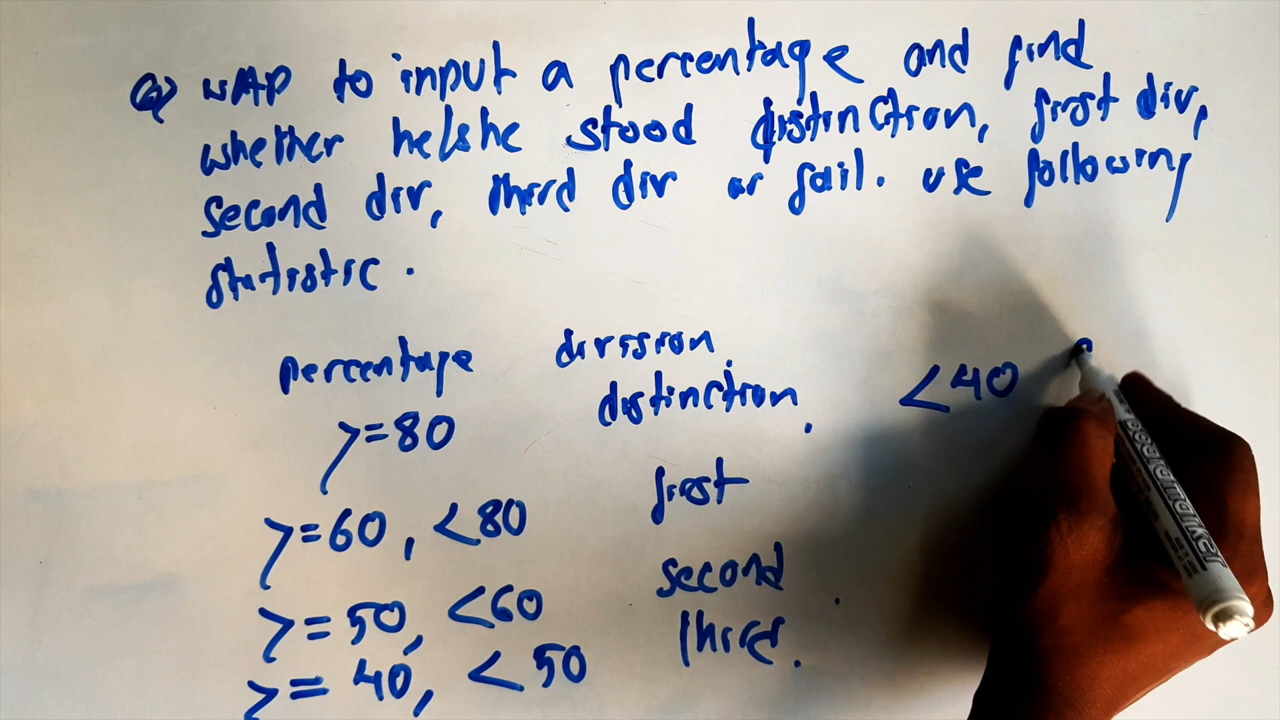 Q) WAP to input a percentage and find
whether he/she stood distinction, first div,
second div, third div or fail. use following
statistic.
percentage division
>=80 distinction.
<40
>=60, <80 first
>=50, <60 second
>=40, <50 third.